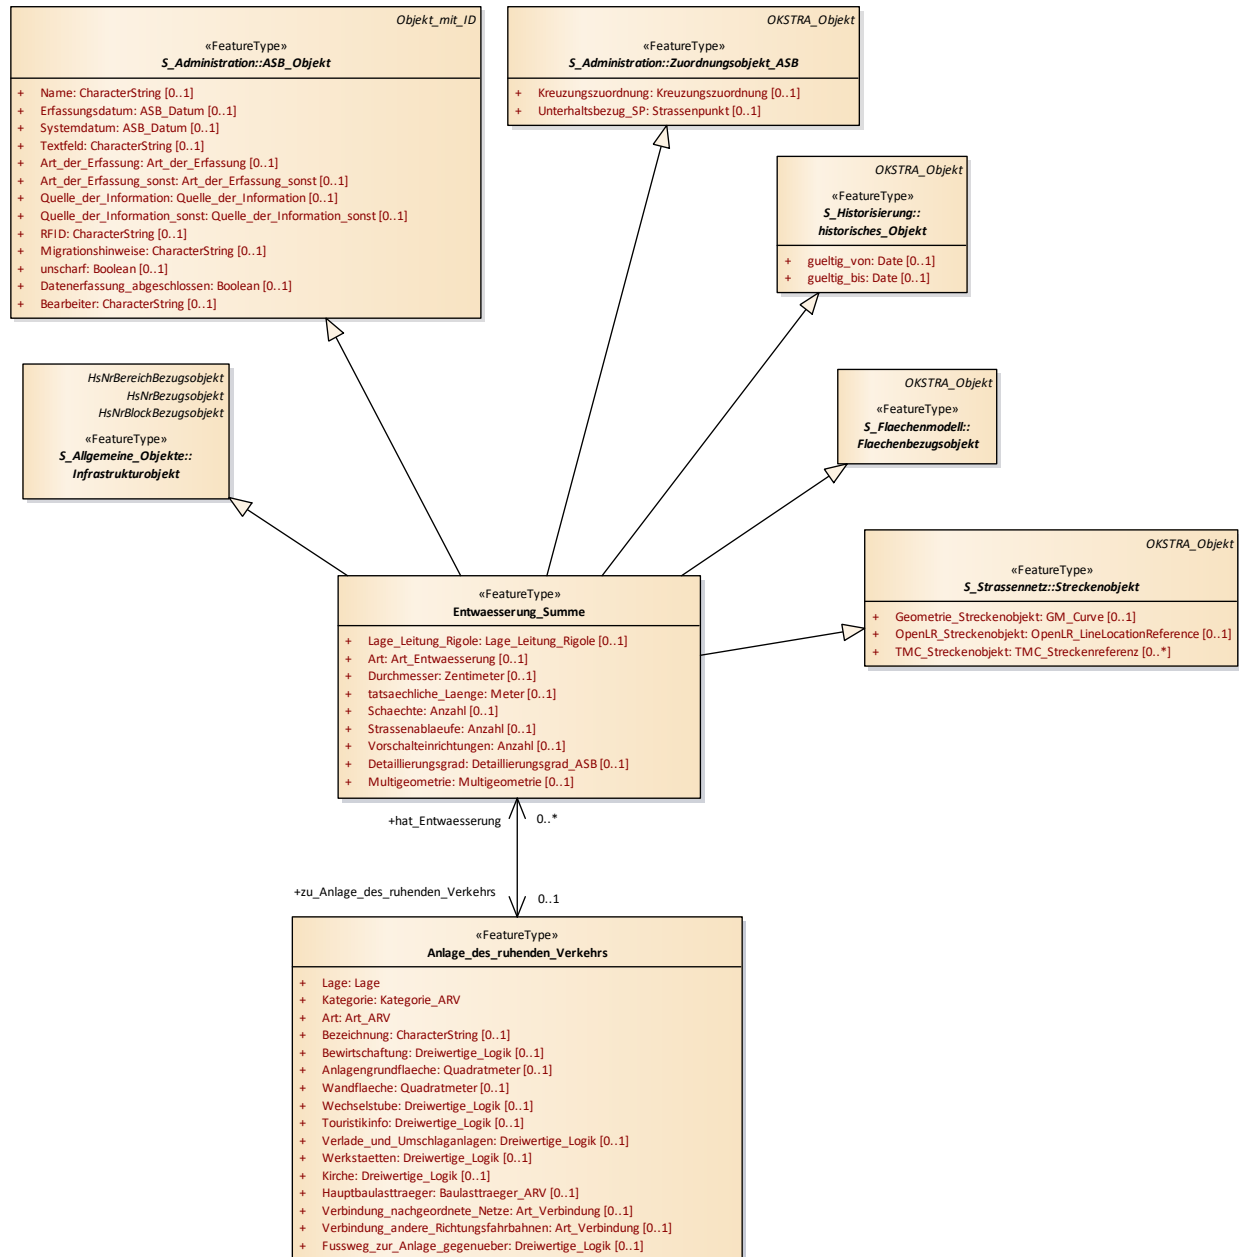 Objekt_mit_ID
«FeatureType»
S_Administration::ASB_Objekt
+ Name: CharacterString [0..1]
+ Erfassungsdatum: ASB_Datum [0..1]
+ Systemdatum: ASB_Datum [0..1]
+ Textfeld: CharacterString [0..1]
+ Art_der_Erfassung: Art_der_Erfassung [0..1]
+ Art_der_Erfassung_sonst: Art_der_Erfassung_sonst [0..1]
+ Quelle_der_Information: Quelle_der_Information [0..1]
+ Quelle_der_Information_sonst: Quelle_der_Information_sonst [0..1]
+ RFID: CharacterString [0..1]
+ Migrationshinweise: CharacterString [0..1]
+ unscharf: Boolean [0..1]
+ Datenerfassung_abgeschlossen: Boolean [0..1]
+ Bearbeiter: CharacterString [0..1]
OKSTRA_Objekt
«FeatureType»
S_Administration::Zuordnungsobjekt_ASB
+ Kreuzungszuordnung: Kreuzungszuordnung [0..1]
+ Unterhaltsbezug_SP: Strassenpunkt [0..1]
OKSTRA_Objekt
«FeatureType»
S_Historisierung::
historisches_Objekt
+ gueltig_von: Date [0..1]
+ gueltig_bis: Date [0..1]
HsNrBereichBezugsobjekt
HsNrBezugsobjekt
HsNrBlockBezugsobjekt
«FeatureType»
S_Allgemeine_Objekte::
Infrastrukturobjekt
OKSTRA_Objekt
«FeatureType»
S_Flaechenmodell::
Flaechenbezugsobjekt
OKSTRA_Objekt
«FeatureType»
S_Strassennetz::Streckenobjekt
+ Geometrie_Streckenobjekt: GM_Curve [0..1]
+ OpenLR_Streckenobjekt: OpenLR_LineLocationReference [0..1]
+ TMC_Streckenobjekt: TMC_Streckenreferenz [0..*]
«FeatureType»
Entwaesserung_Summe
+ Lage_Leitung_Rigole: Lage_Leitung_Rigole [0..1]
+ Art: Art_Entwaesserung [0..1]
+ Durchmesser: Zentimeter [0..1]
+ tatsaechliche_Laenge: Meter [0..1]
+ Schaechte: Anzahl [0..1]
+ Strassenablaeufe: Anzahl [0..1]
+ Vorschalteinrichtungen: Anzahl [0..1]
+ Detaillierungsgrad: Detaillierungsgrad_ASB [0..1]
+ Multigeometrie: Multigeometrie [0..1]
+hat_Entwaesserung 0..*
+zu_Anlage_des_ruhenden_Verkehrs 0..1
«FeatureType»
Anlage_des_ruhenden_Verkehrs
+ Lage: Lage
+ Kategorie: Kategorie_ARV
+ Art: Art_ARV
+ Bezeichnung: CharacterString [0..1]
+ Bewirtschaftung: Dreiwertige_Logik [0..1]
+ Anlagengrundflaeche: Quadratmeter [0..1]
+ Wandflaeche: Quadratmeter [0..1]
+ Wechselstube: Dreiwertige_Logik [0..1]
+ Touristikinfo: Dreiwertige_Logik [0..1]
+ Verlade_und_Umschlaganlagen: Dreiwertige_Logik [0..1]
+ Werkstaetten: Dreiwertige_Logik [0..1]
+ Kirche: Dreiwertige_Logik [0..1]
+ Hauptbaulasttraeger: Baulasttraeger_ARV [0..1]
+ Verbindung_nachgeordnete_Netze: Art_Verbindung [0..1]
+ Verbindung_andere_Richtungsfahrbahnen: Art_Verbindung [0..1]
+ Fussweg_zur_Anlage_gegenueber: Dreiwertige_Logik [0..1]